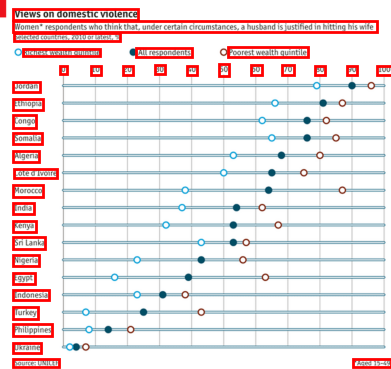 Views on domestic violence
Women* respondents who think that, under certain circumstances, a husband is justified in hitting his wife
Selected countries, 2010 or latest, %
Richest wealth quintile All respondents Poorest wealth quintile
0 10 20 30 40 50 60 70 80 90 100
Jordan
Ethiopia
Congo
Somalia
Algeria
Côte d'Ivoire
Morocco
India
Kenya
Sri Lanka
Nigeria
Egypt
Indonesia
Turkey
Philippines
Ukraine
Source: UNICEF *Aged 15-49